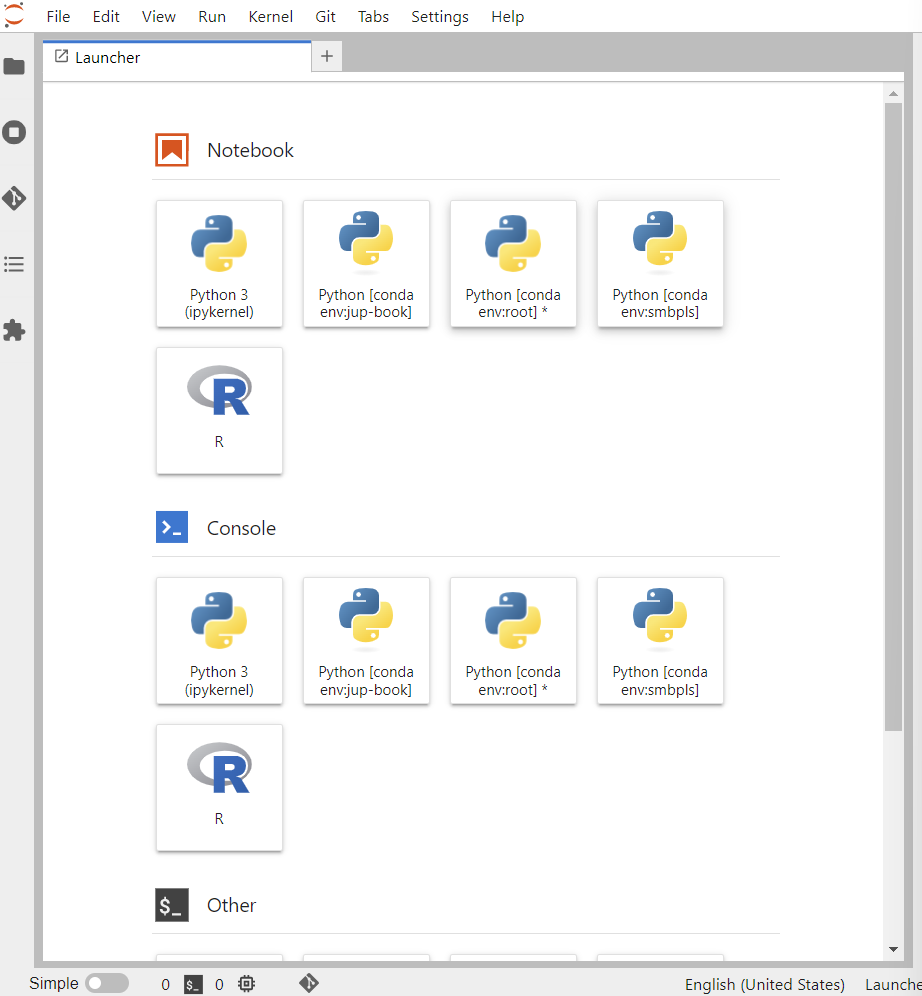 File Edit View Run Kernel Git Tabs Settings Help
Launcher
Notebook
Python 3
(ipykernel)
Python [conda
env:jup-book]
Python [conda
env:root] *
Python [conda
env:smbpls]
R
R
>_ Console
Python 3
(ipykernel)
Python [conda
env:jup-book]
Python [conda
env:root] *
Python [conda
env:smbpls]
R
R
$_ Other
Simple 0 $_ 0 English (United States) Launche